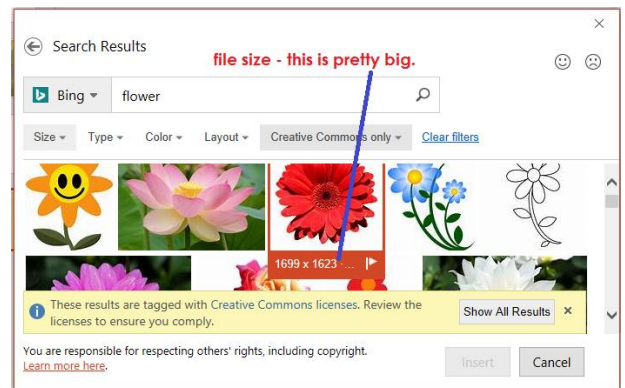 Search Results
file size - this is pretty big.
Bing
flower
Size Type Color Layout Creative Commons only Clear filters
1699 x 1623 ·...
These results are tagged with Creative Commons licenses. Review the
licenses to ensure you comply.
Show All Results
You are responsible for respecting others' rights, including copyright.
Learn more here.
Insert Cancel